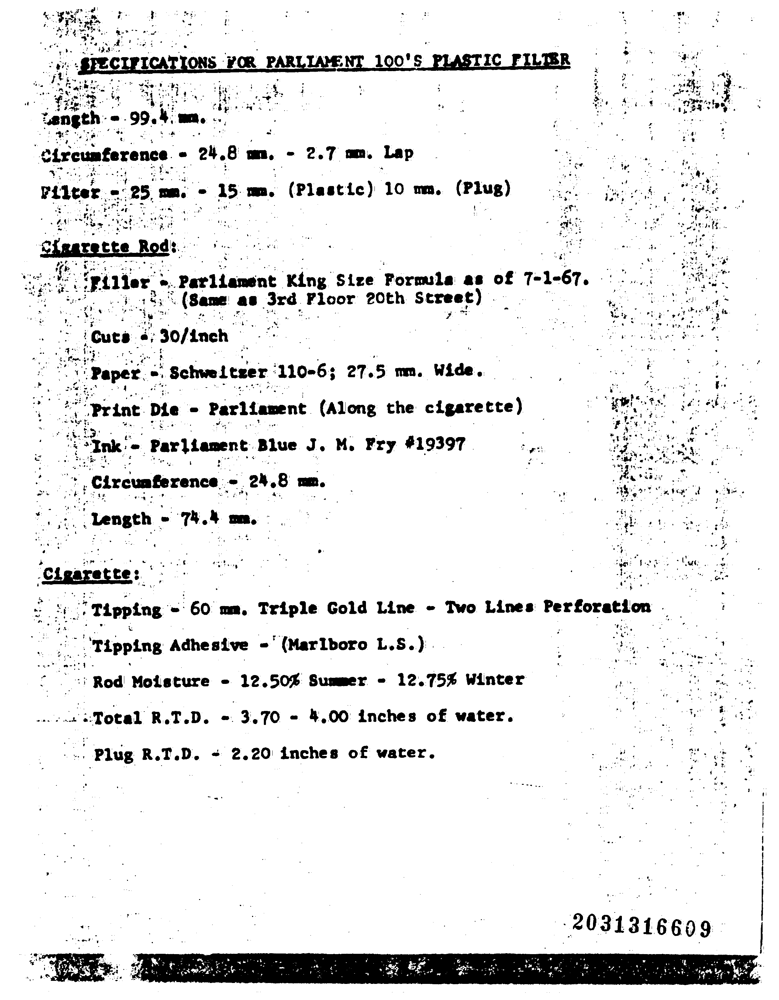 SPECIFICATIONS FOR PARLIAMENT 100'S PLASTIC FILTER
Length - 99.4 mm.
Circumference - 24.8 mm. - 2.7 mm. Lap
Filter - 25 mm. - 15 mm. (Plastic) 10 mm. (Plug)
Cigarette Rod:
Filler - Parliament King Size Formula as of 7-1-67.
(Same as 3rd Floor 20th Street)
Cuts - 30/inch
Paper - Schweitzer 110-6; 27.5 mm. Wide.
Print Die - Parliament (Along the cigarette)
Ink - Parliament Blue J. M. Fry #19397
Circumference - 24.8 mm.
Length - 74.4 mm.
Cigarette:
Tipping - 60 mm. Triple Gold Line - Two Lines Perforation
Tipping Adhesive - (Marlboro L.S.)
Rod Moisture - 12.50% Summer - 12.75% Winter
Total R.T.D. - 3.70 - 4.00 inches of water.
Plug R.T.D. - 2.20 inches of water.
2031316609